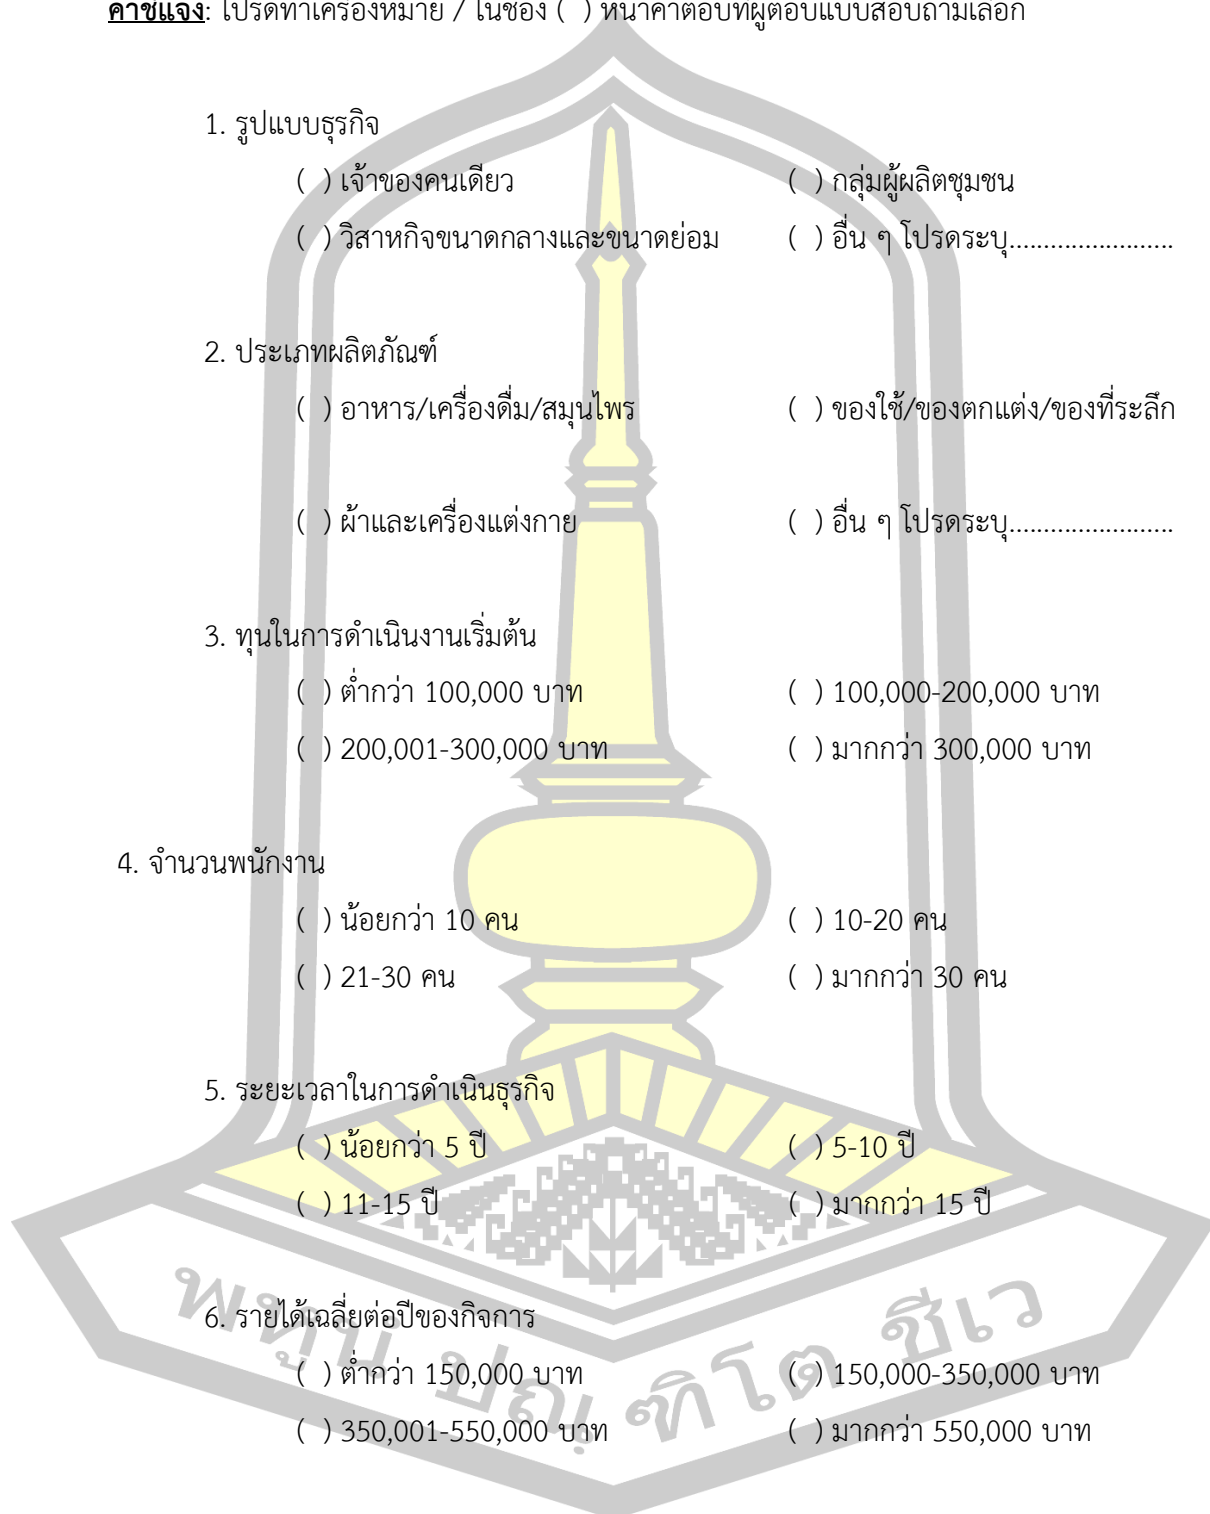 คำชี้แจง: โปรดทำเครื่องหมาย / ในช่อง ( ) หน้าคำตอบที่ผู้ตอบแบบสอบถามเลือก
1. รูปแบบธุรกิจ
( ) เจ้าของคนเดียว ( ) กลุ่มผู้ผลิตชุมชน
( ) วิสาหกิจขนาดกลางและขนาดย่อม ( ) อื่น ๆ โปรดระบุ........................
2. ประเภทผลิตภัณฑ์
( ) อาหาร/เครื่องดื่ม/สมุนไพร ( ) ของใช้/ของตกแต่ง/ของที่ระลึก
( ) ผ้าและเครื่องแต่งกาย ( ) อื่น ๆ โปรดระบุ........................
3. ทุนในการดำเนินงานเริ่มต้น
( ) ต่ำกว่า 100,000 บาท ( ) 100,000-200,000 บาท
( ) 200,001-300,000 บาท ( ) มากกว่า 300,000 บาท
4. จำนวนพนักงาน
( ) น้อยกว่า 10 คน ( ) 10-20 คน
( ) 21-30 คน ( ) มากกว่า 30 คน
5. ระยะเวลาในการดำเนินธุรกิจ
( ) น้อยกว่า 5 ปี ( ) 5-10 ปี
( ) 11-15 ปี ( ) มากกว่า 15 ปี
6. รายได้เฉลี่ยต่อปีของกิจการ
( ) ต่ำกว่า 150,000 บาท ( ) 150,000-350,000 บาท
( ) 350,001-550,000 บาท ( ) มากกว่า 550,000 บาท
พหูนํ ปณฺฑิโต ชีเว